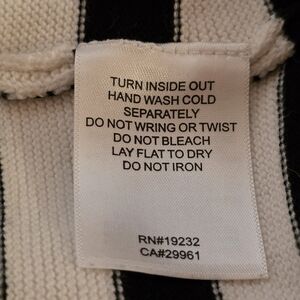 TURN INSIDE OUT
HAND WASH COLD
SEPARATELY
DO NOT WRING OR TWIST
DO NOT BLEACH
LAY FLAT TO DRY
DO NOT IRON
RN#19232
CA#29961